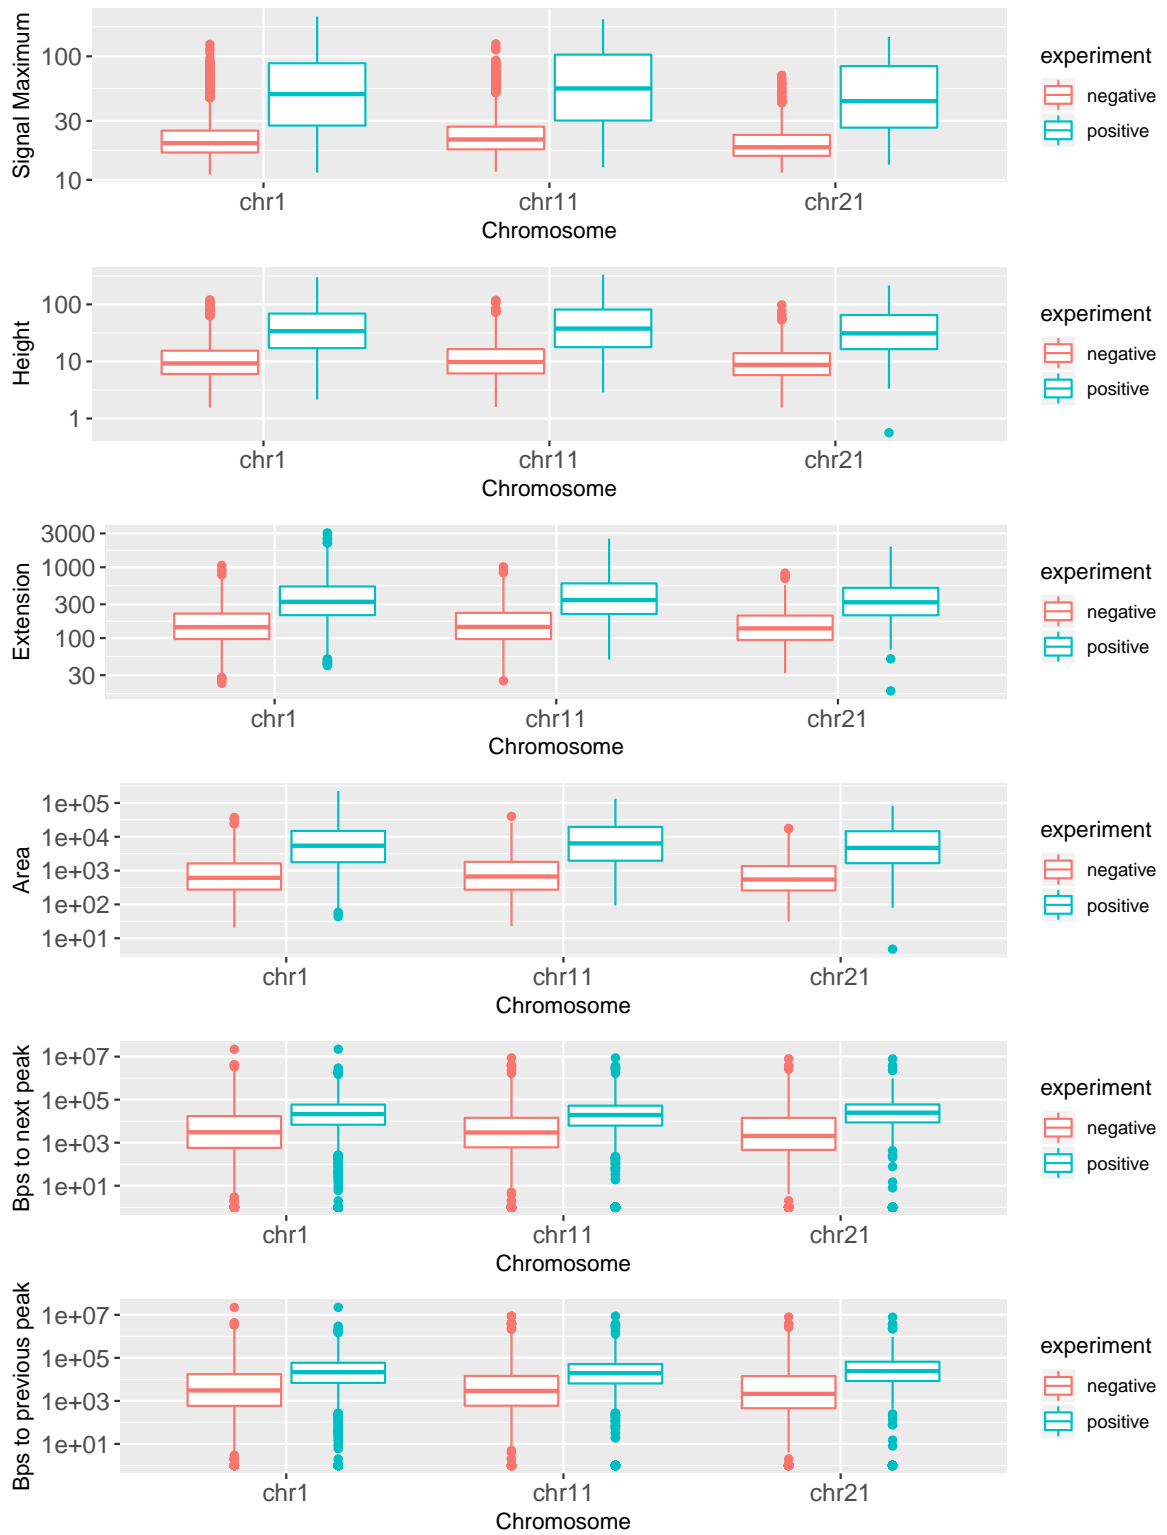 Signal Maximum
100
30
10
chr1 chr11 chr21
Chromosome
experiment
negative
positive
Height
100
10
1
chr1 chr11 chr21
Chromosome
experiment
negative
positive
Extension
3000
1000
300
100
30
chr1 chr11 chr21
Chromosome
experiment
negative
positive
Area
1e+05
1e+04
1e+03
1e+02
1e+01
chr1 chr11 chr21
Chromosome
experiment
negative
positive
Bps to next peak
1e+07
1e+05
1e+03
1e+01
chr1 chr11 chr21
Chromosome
experiment
negative
positive
Bps to previous peak
1e+07
1e+05
1e+03
1e+01
chr1 chr11 chr21
Chromosome
experiment
negative
positive